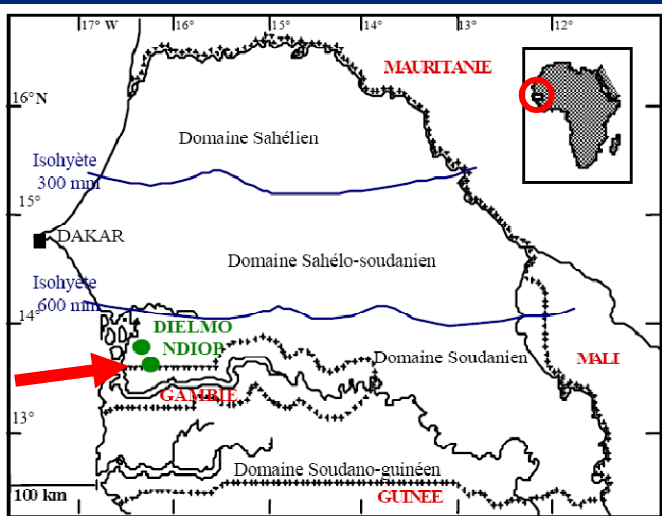 17° W
16°
15°
14°
13°
12°
MAURITANIE
16°N
Domaine Sahélien
Isohyète
300 mm
15°
DAKAR
Domaine Sahélo-soudanien
Isohyète
600 mm
14°
DIELMO
NDIOP
Domaine Soudanien
MALI
GAMBIE
13°
Domaine Soudano-guinéen
100 km
GUINEE